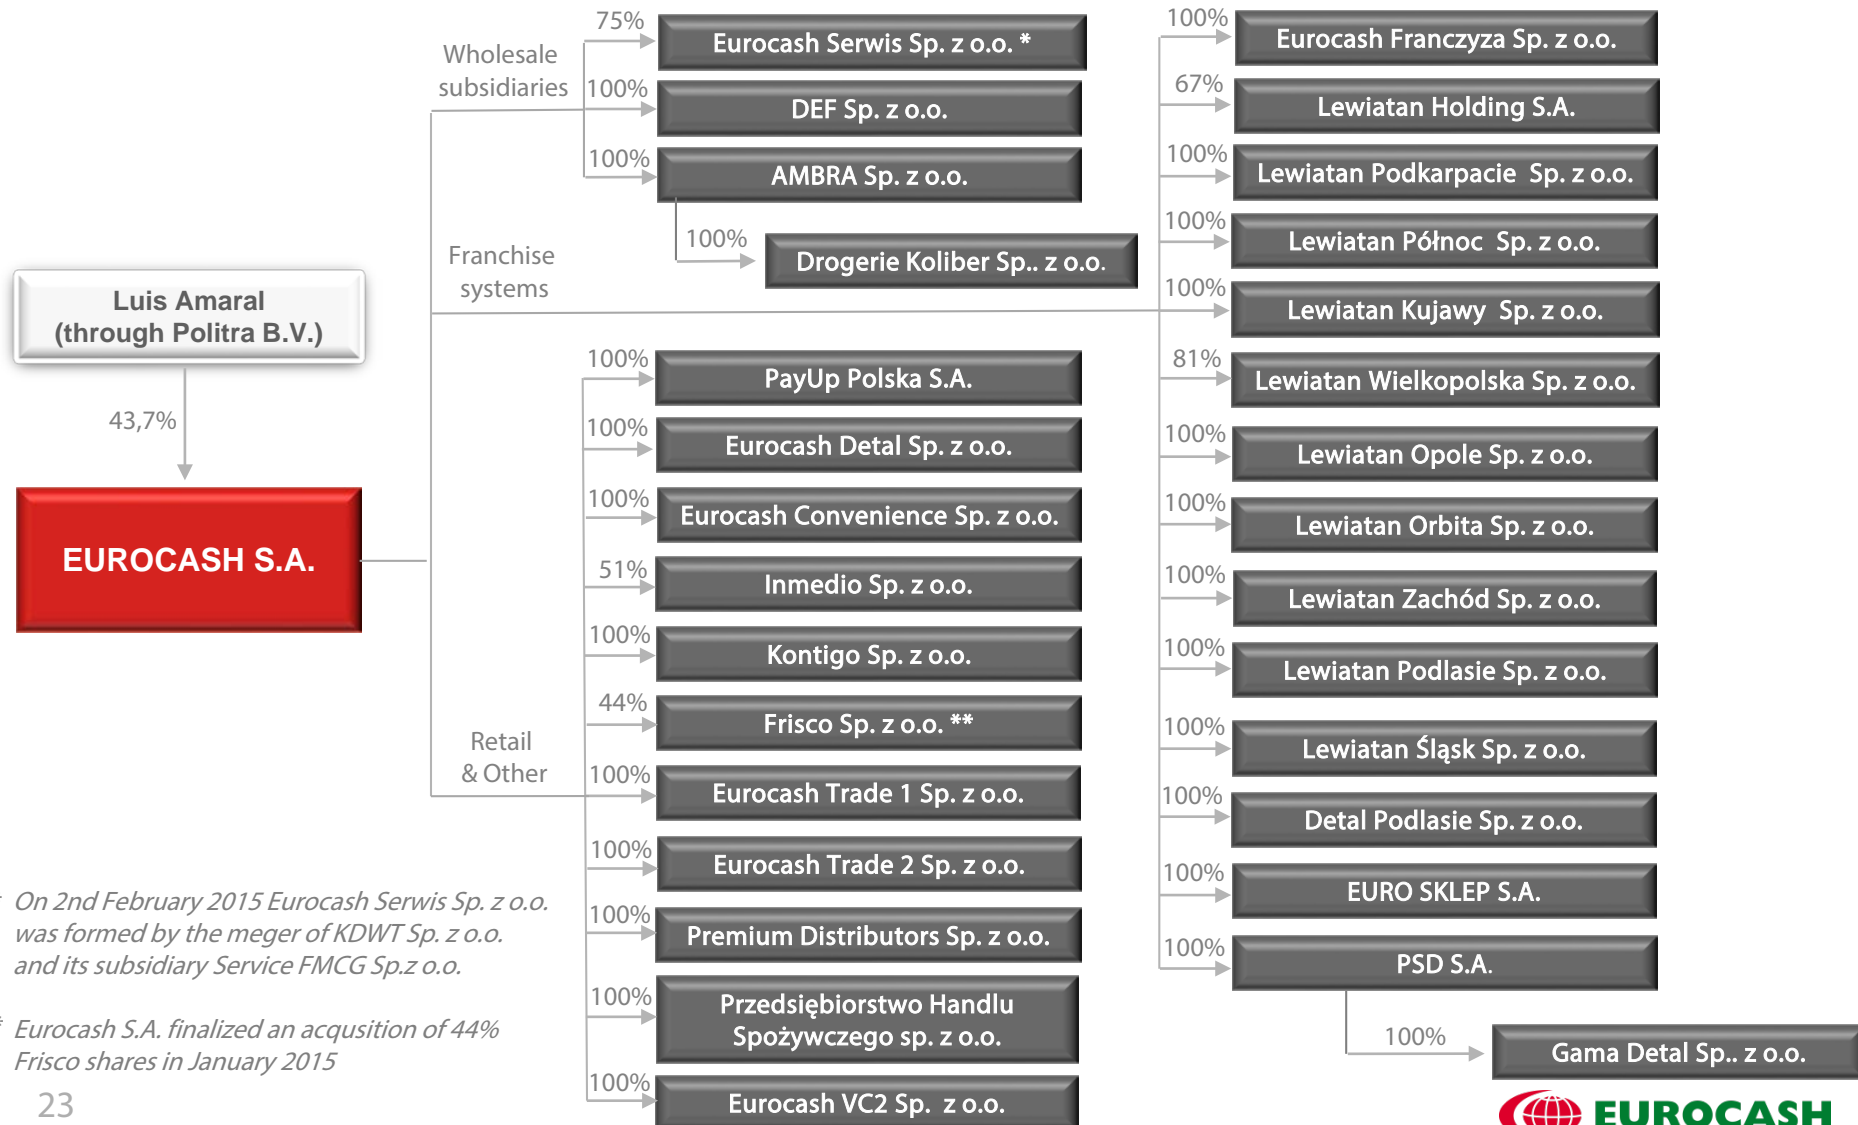 Luis Amaral
(through Politra B.V.)
43,7%
EUROCASH S.A.
Wholesale
subsidiaries
75%
Eurocash Serwis Sp. z o.o. *
100%
DEF Sp. z o.o.
100%
AMBRA Sp. z o.o.
100%
Drogerie Koliber Sp.. z o.o.
Franchise
systems
100%
Eurocash Franczyza Sp. z o.o.
67%
Lewiatan Holding S.A.
100%
Lewiatan Podkarpacie Sp. z o.o.
100%
Lewiatan Północ Sp. z o.o.
100%
Lewiatan Kujawy Sp. z o.o.
81%
Lewiatan Wielkopolska Sp. z o.o.
100%
Lewiatan Opole Sp. z o.o.
100%
Lewiatan Orbita Sp. z o.o.
100%
Lewiatan Zachód Sp. z o.o.
100%
Lewiatan Podlasie Sp. z o.o.
100%
Lewiatan Śląsk Sp. z o.o.
100%
Detal Podlasie Sp. z o.o.
100%
EURO SKLEP S.A.
100%
PSD S.A.
100%
Gama Detal Sp.. z o.o.
Retail
& Other
100%
PayUp Polska S.A.
100%
Eurocash Detal Sp. z o.o.
100%
Eurocash Convenience Sp. z o.o.
51%
Inmedio Sp. z o.o.
100%
Kontigo Sp. z o.o.
44%
Frisco Sp. z o.o. **
100%
Eurocash Trade 1 Sp. z o.o.
100%
Eurocash Trade 2 Sp. z o.o.
100%
Premium Distributors Sp. z o.o.
100%
Przedsiębiorstwo Handlu
Spożywczego sp. z o.o.
100%
Eurocash VC2 Sp. z o.o.
On 2nd February 2015 Eurocash Serwis Sp. z o.o.
was formed by the meger of KDWT Sp. z o.o.
and its subsidiary Service FMCG Sp.z o.o.
Eurocash S.A. finalized an acqusition of 44%
Frisco shares in January 2015
23
EUROCASH